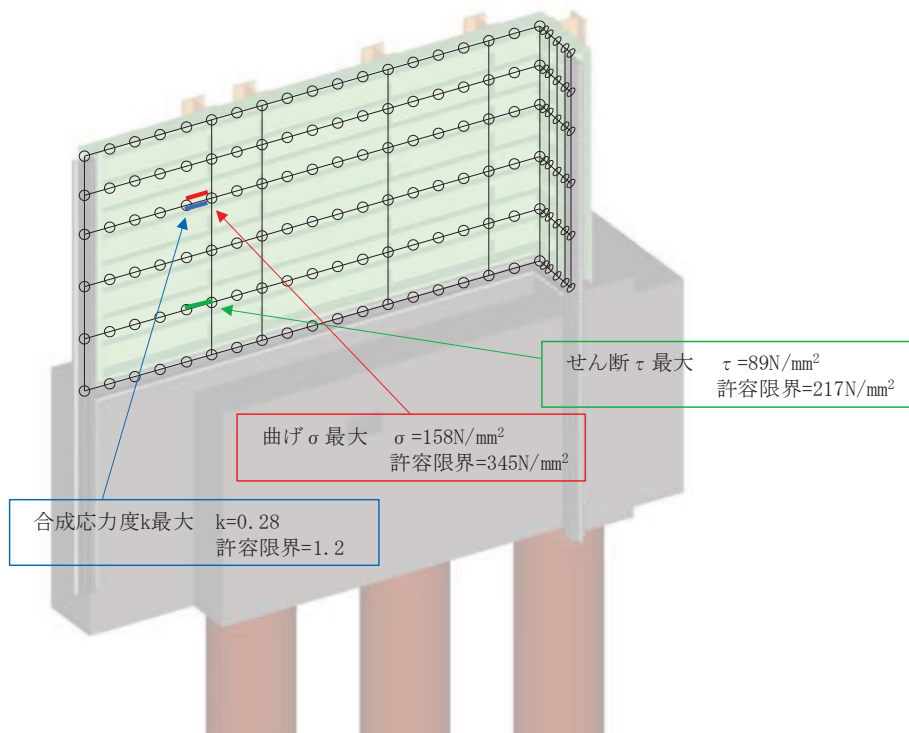 せん断τ最大 τ=89N/mm²
許容限界=217N/mm²
曲げσ最大 σ=158N/mm²
許容限界=345N/mm²
合成応力度k最大 k=0.28
許容限界=1.2